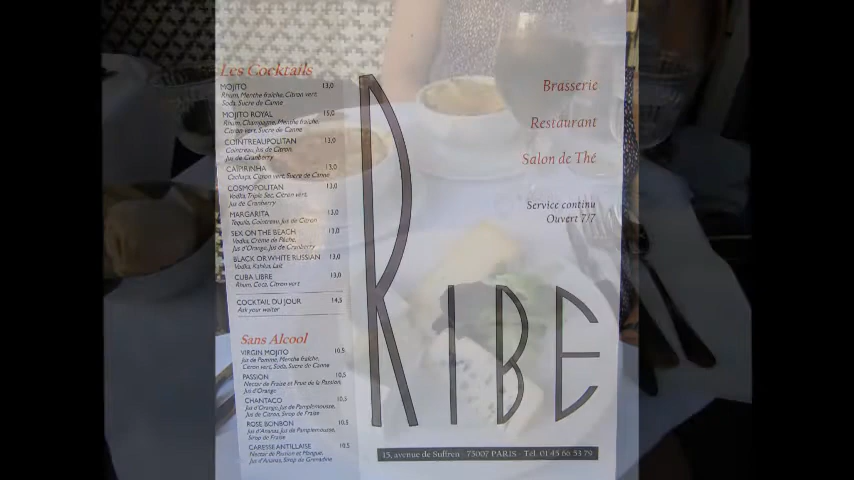 Les Cocktails
MOJITO 13,0
Rhum, Menthe fraîche, Citron vert,
Soda, Sucre de Canne
MOJITO ROYAL 15,0
Rhum, Champagne, Menthe fraîche,
Citron vert, Sucre de Canne
COINTREAUPOLITAN 13,0
Cointreau, Jus de Citron,
Jus de Cranberry
CAÏPIRINHA 13,0
Cachaça, Citron vert, Sucre de Canne
COSMOPOLITAN 13,0
Vodka, Triple Sec, Citron vert,
Jus de Cranberry
MARGARITA 13,0
Tequila, Cointreau, Jus de Citron
SEX ON THE BEACH 13,0
Vodka, Crème de Pêche,
Jus d'Orange, Jus de Cranberry
BLACK OR WHITE RUSSIAN 13,0
Vodka, Kahlua, Lait
CUBA LIBRE 13,0
Rhum, Coca, Citron vert
COCKTAIL DU JOUR 14,5
Ask your waiter
Sans Alcool
VIRGIN MOJITO 10,5
Jus de Pomme, Menthe fraîche,
Citron vert, Soda, Sucre de Canne
PASSION 10,5
Nectar de Fraise et Fruit de la Passion,
Jus d'Orange
CHANTACO 10,5
Jus d'Orange, Jus de Pamplemousse,
Jus de Citron, Sirop de Fraise
ROSE BONBON 10,5
Jus d'Ananas, Jus de Pamplemousse,
Sirop de Fraise
CARESSE ANTILLAISE 10,5
Nectar de Passion et Mangue,
Jus d'Ananas, Sirop de Grenadine
Brasserie
Restaurant
Salon de Thé
Service continu
Ouvert 7/7
RIBE
15, avenue de Suffren - 75007 PARIS - Tél. 01 43 66 53 79